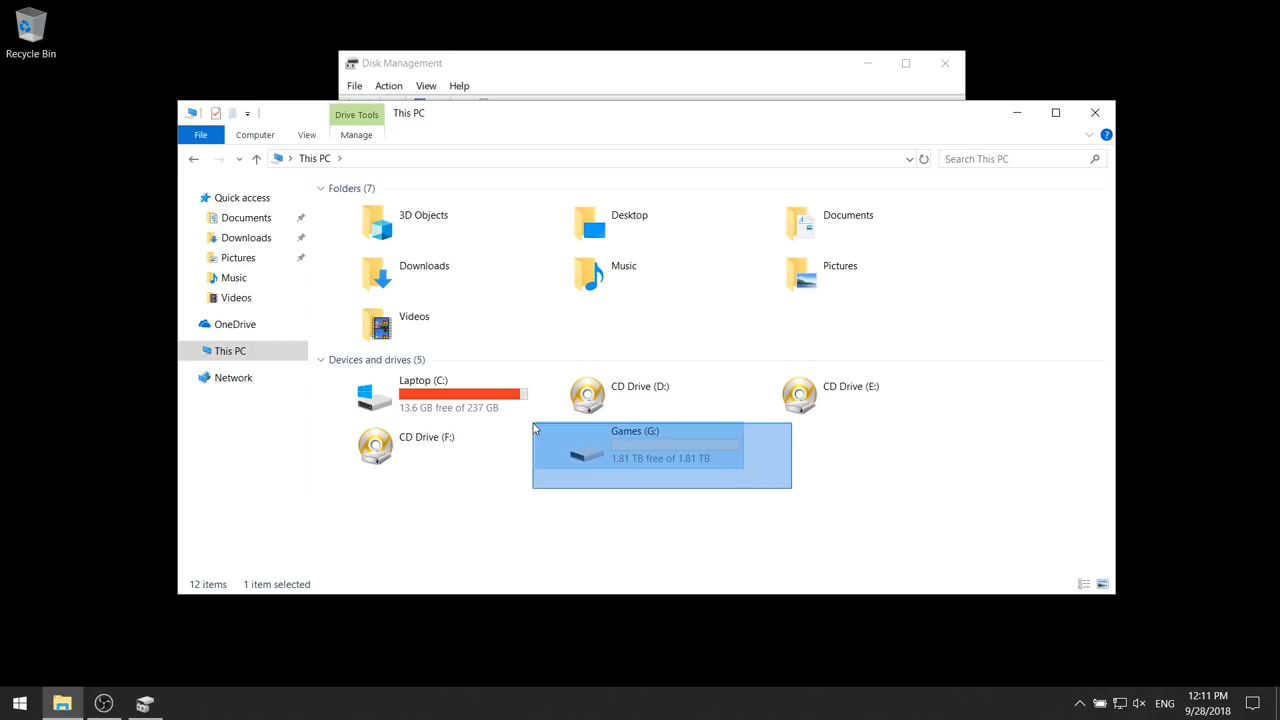 Recycle Bin
Disk Management
File Action View Help
Drive Tools
This PC
File Computer View Manage
This PC
Search This PC
Quick access
Documents
Downloads
Pictures
Music
Videos
OneDrive
This PC
Network
Folders (7)
3D Objects
Desktop
Documents
Downloads
Music
Pictures
Videos
Devices and drives (5)
Laptop (C:)
13.6 GB free of 237 GB
CD Drive (D:)
CD Drive (E:)
CD Drive (F:)
Games (G:)
1.81 TB free of 1.81 TB
12 items 1 item selected
ENG
12:11 PM
9/28/2018